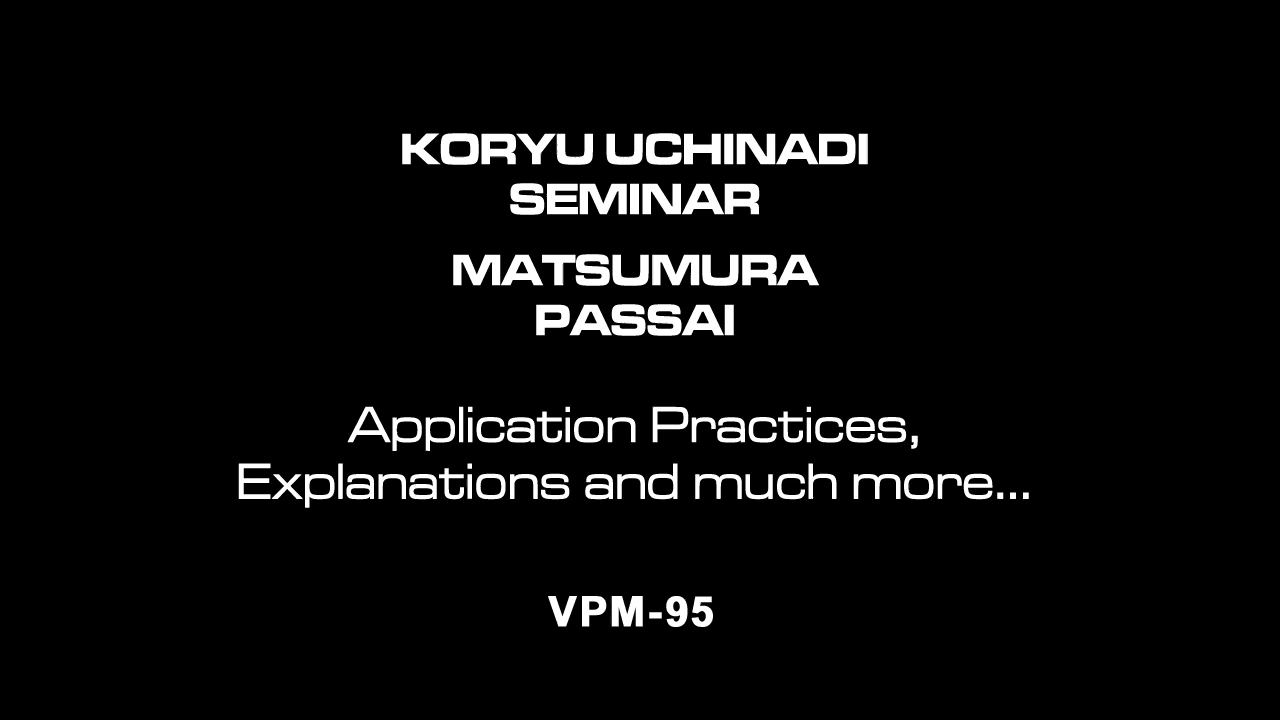 KORYU UCHINADI
SEMINAR
MATSUMURA
PASSAI
Application Practices,
Explanations and much more...
VPM-95